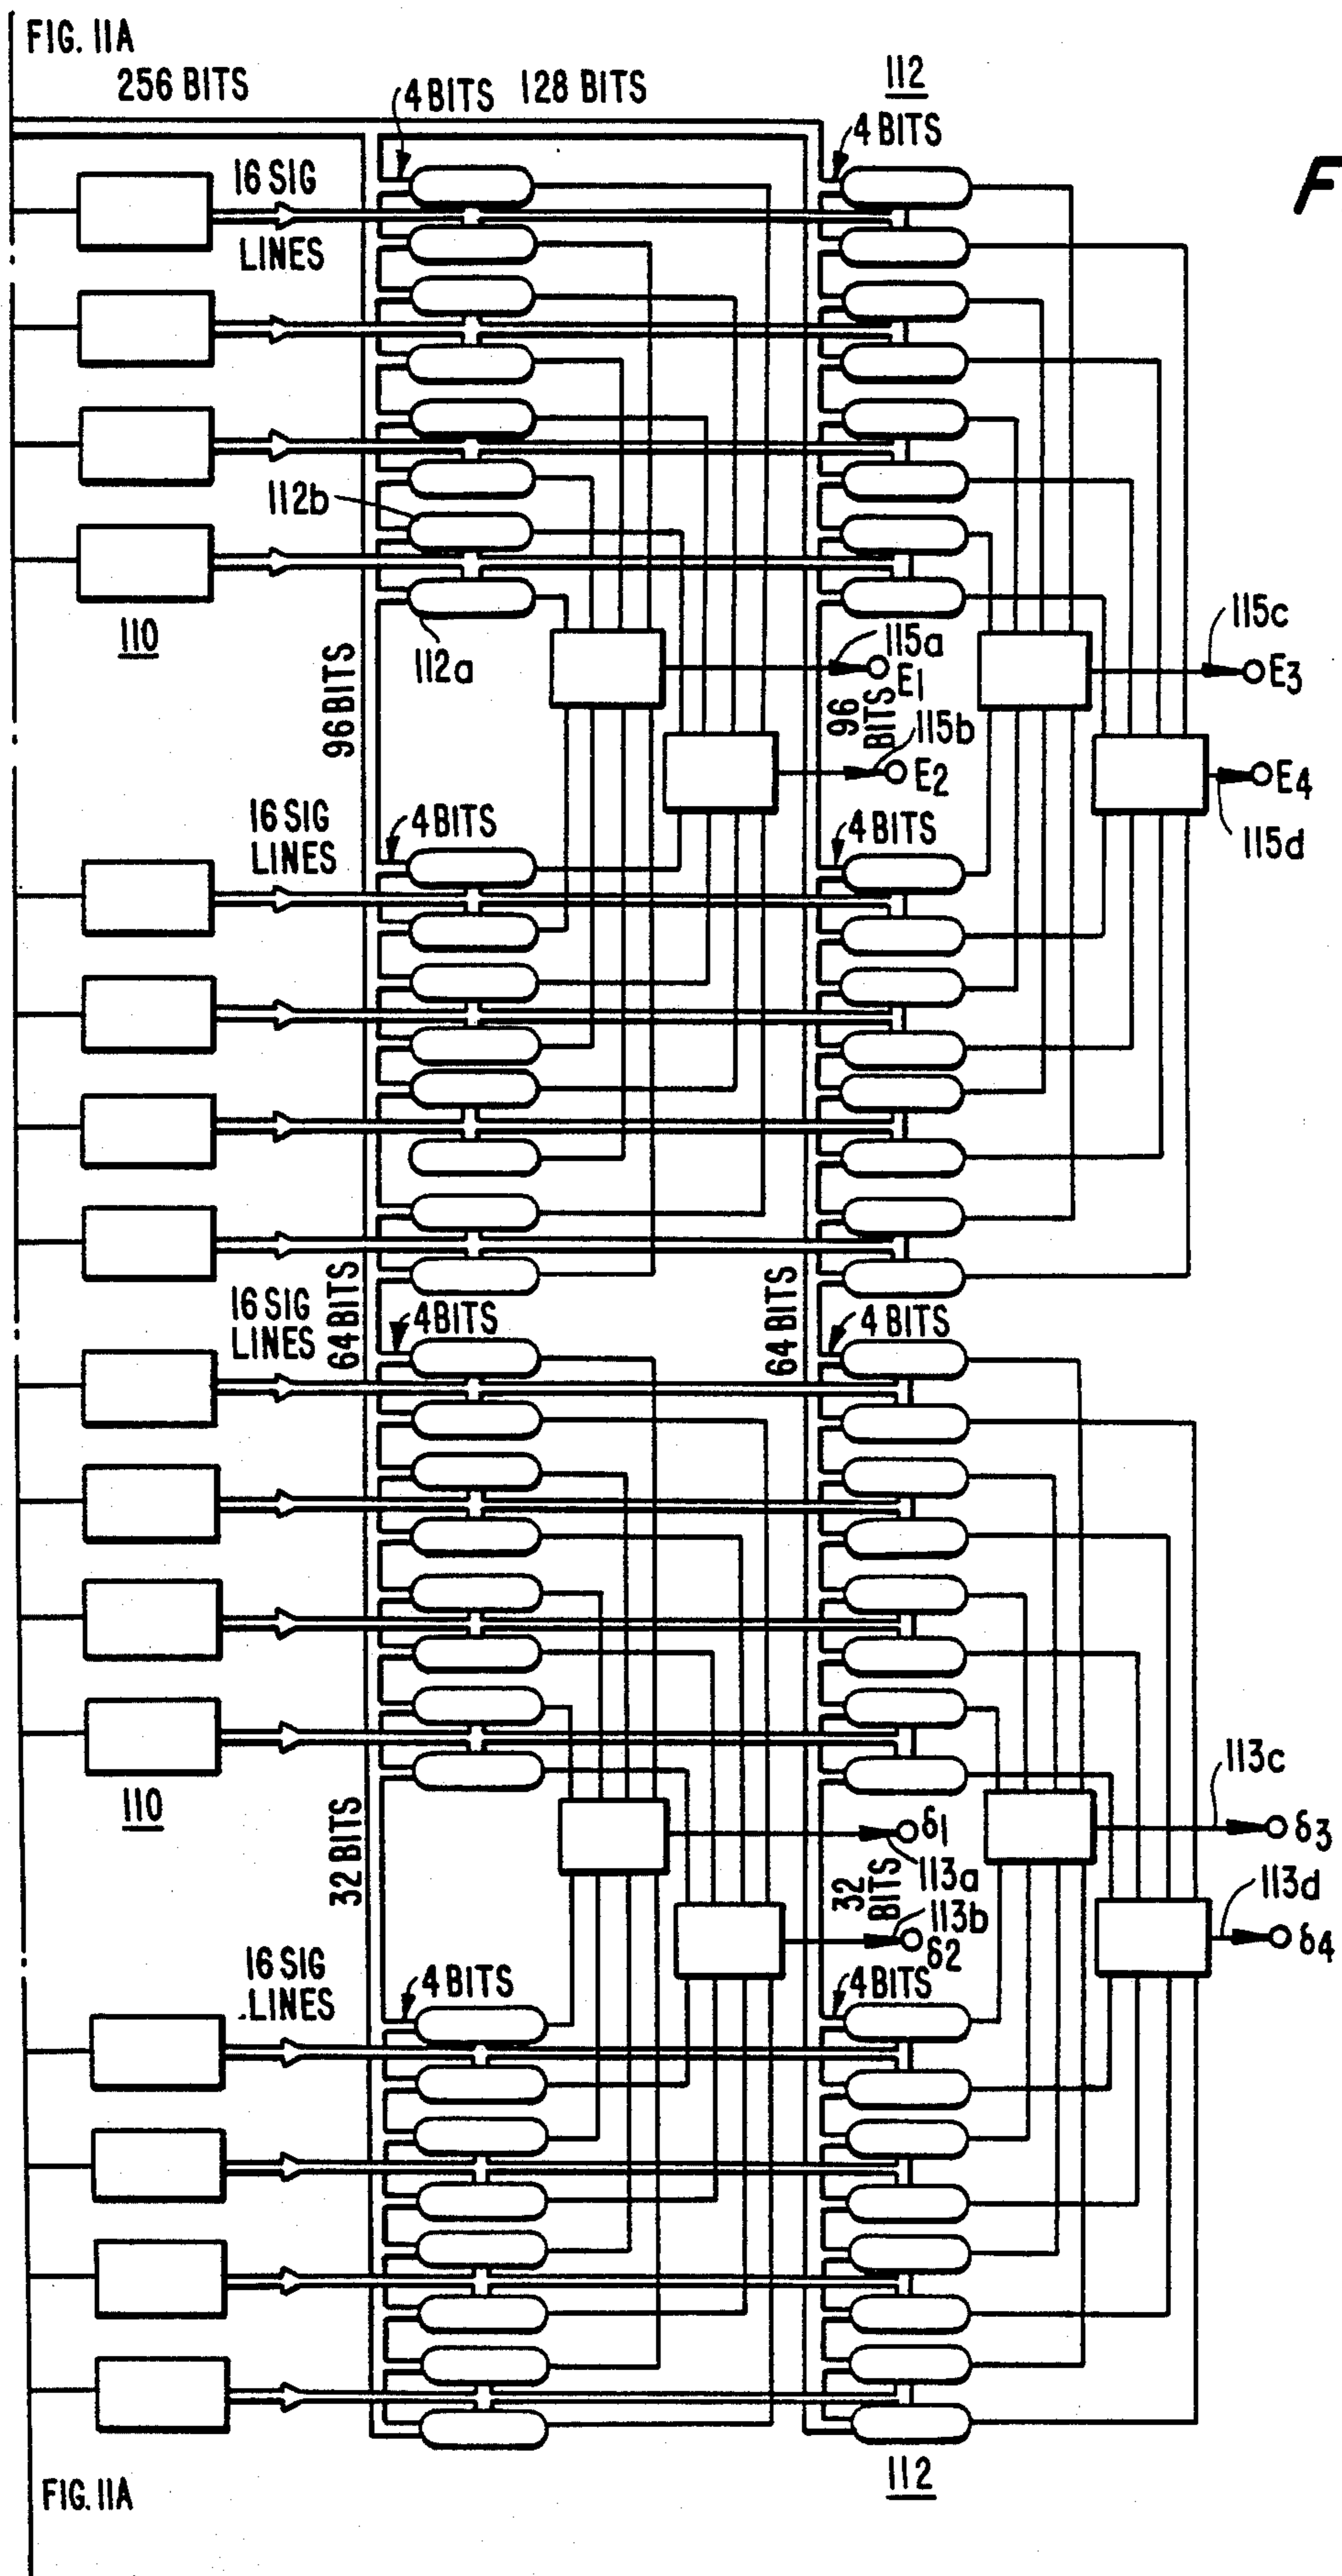 FIG. 11A
256 BITS
4 BITS
128 BITS
112
4 BITS
F
16 SIG
LINES
112b
110
112a
96 BITS
115a
E1
96
BITS
115b
E2
115c
E3
E4
115d
16 SIG
LINES
4 BITS
4 BITS
16 SIG
LINES
64 BITS
4 BITS
64 BITS
4 BITS
110
32 BITS
δ1
113a
32
BITS
113b
δ2
113c
δ3
113d
δ4
16 SIG
LINES
4 BITS
4 BITS
112
FIG. 11A